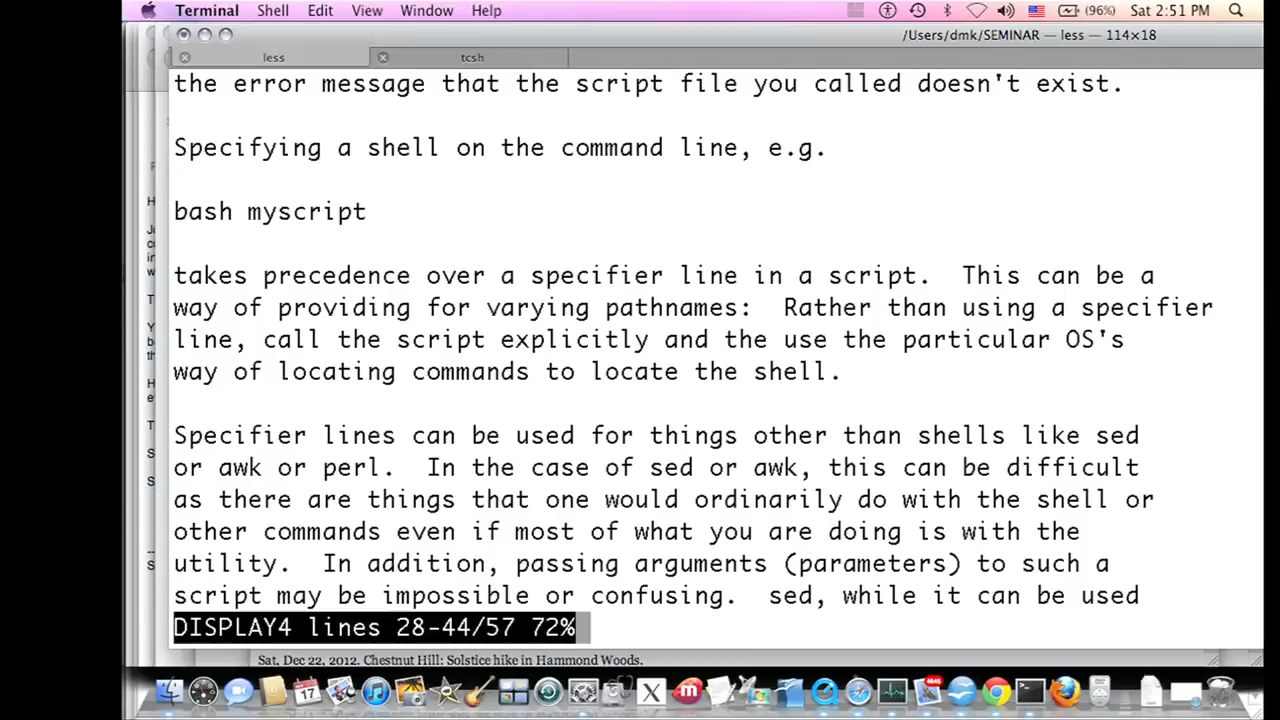 Terminal Shell Edit View Window Help (96%) Sat 2:51 PM
/Users/dmk/SEMINAR — less — 114×18
less tcsh
the error message that the script file you called doesn't exist.
Specifying a shell on the command line, e.g.
bash myscript
takes precedence over a specifier line in a script.  This can be a
way of providing for varying pathnames:  Rather than using a specifier
line, call the script explicitly and the use the particular OS's
way of locating commands to locate the shell.
Specifier lines can be used for things other than shells like sed
or awk or perl.  In the case of sed or awk, this can be difficult
as there are things that one would ordinarily do with the shell or
other commands even if most of what you are doing is with the
utility.  In addition, passing arguments (parameters) to such a
script may be impossible or confusing.  sed, while it can be used
DISPLAY4 lines 28-44/57 72%
Sat, Dec 22, 2012. Chestnut Hill: Solstice hike in Hammond Woods.
17